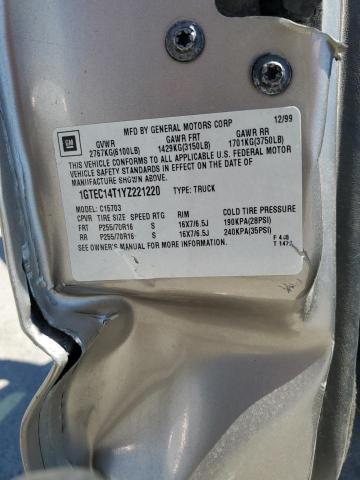 12/99
GM
MFD BY GENERAL MOTORS CORP
GVWR GAWR FRT GAWR RR
2767KG(6100LB) 1429KG(3150LB) 1701KG(3750LB)
THIS VEHICLE CONFORMS TO ALL APPLICABLE U.S. FEDERAL MOTOR
VEHICLE SAFETY STANDARDS IN EFFECT ON THE DATE OF
MANUFACTURE SHOWN ABOVE.
1GTEC14T1YZ221220 TYPE: TRUCK
MODEL: C15703
CPVR TIRE SIZE SPEED RTG RIM COLD TIRE PRESSURE
FRT P255/70R16 S 16X7/6.5J 190KPA(28PSI)
RR P255/70R16 S 16X7/6.5J 240KPA(35PSI)
SEE OWNER'S MANUAL FOR MORE INFORMATION.